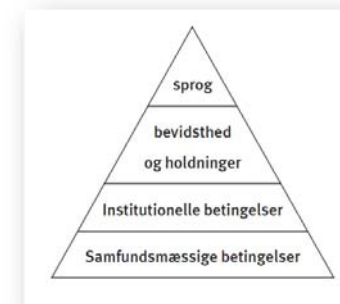 sprog
bevidsthed
og holdninger
Institutionelle betingelser
Samfundsmæssige betingelser